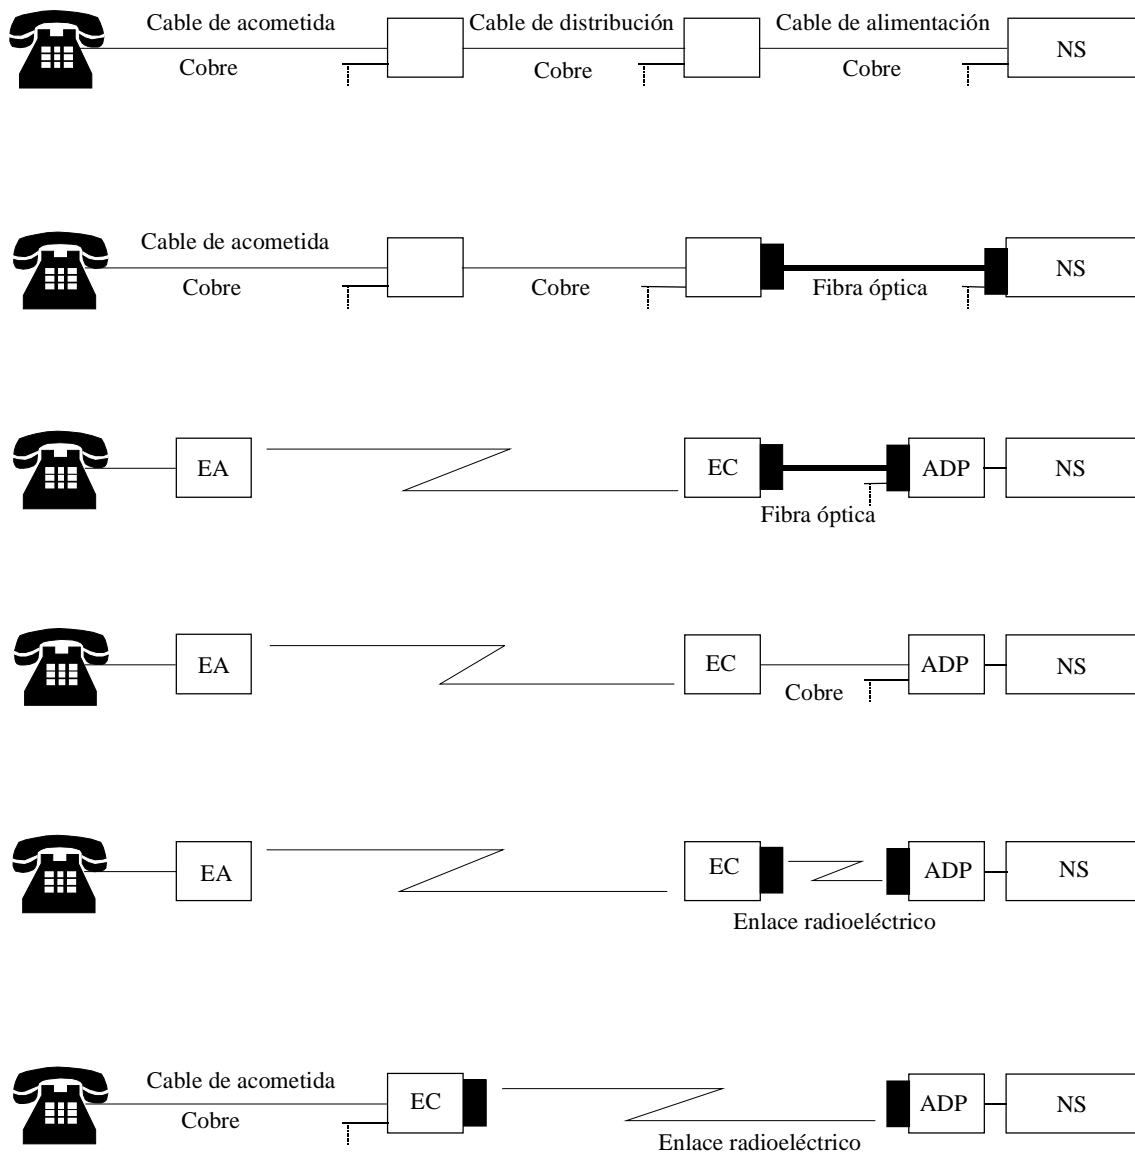 Cable de acometida Cable de distribución Cable de alimentación
NS
Cobre Cobre Cobre
Cable de acometida
NS
Cobre Cobre Fibra óptica
EA EC ADP NS
Fibra óptica
EA EC ADP NS
Cobre
EA EC ADP NS
Enlace radioeléctrico
Cable de acometida
EC ADP NS
Cobre
Enlace radioeléctrico